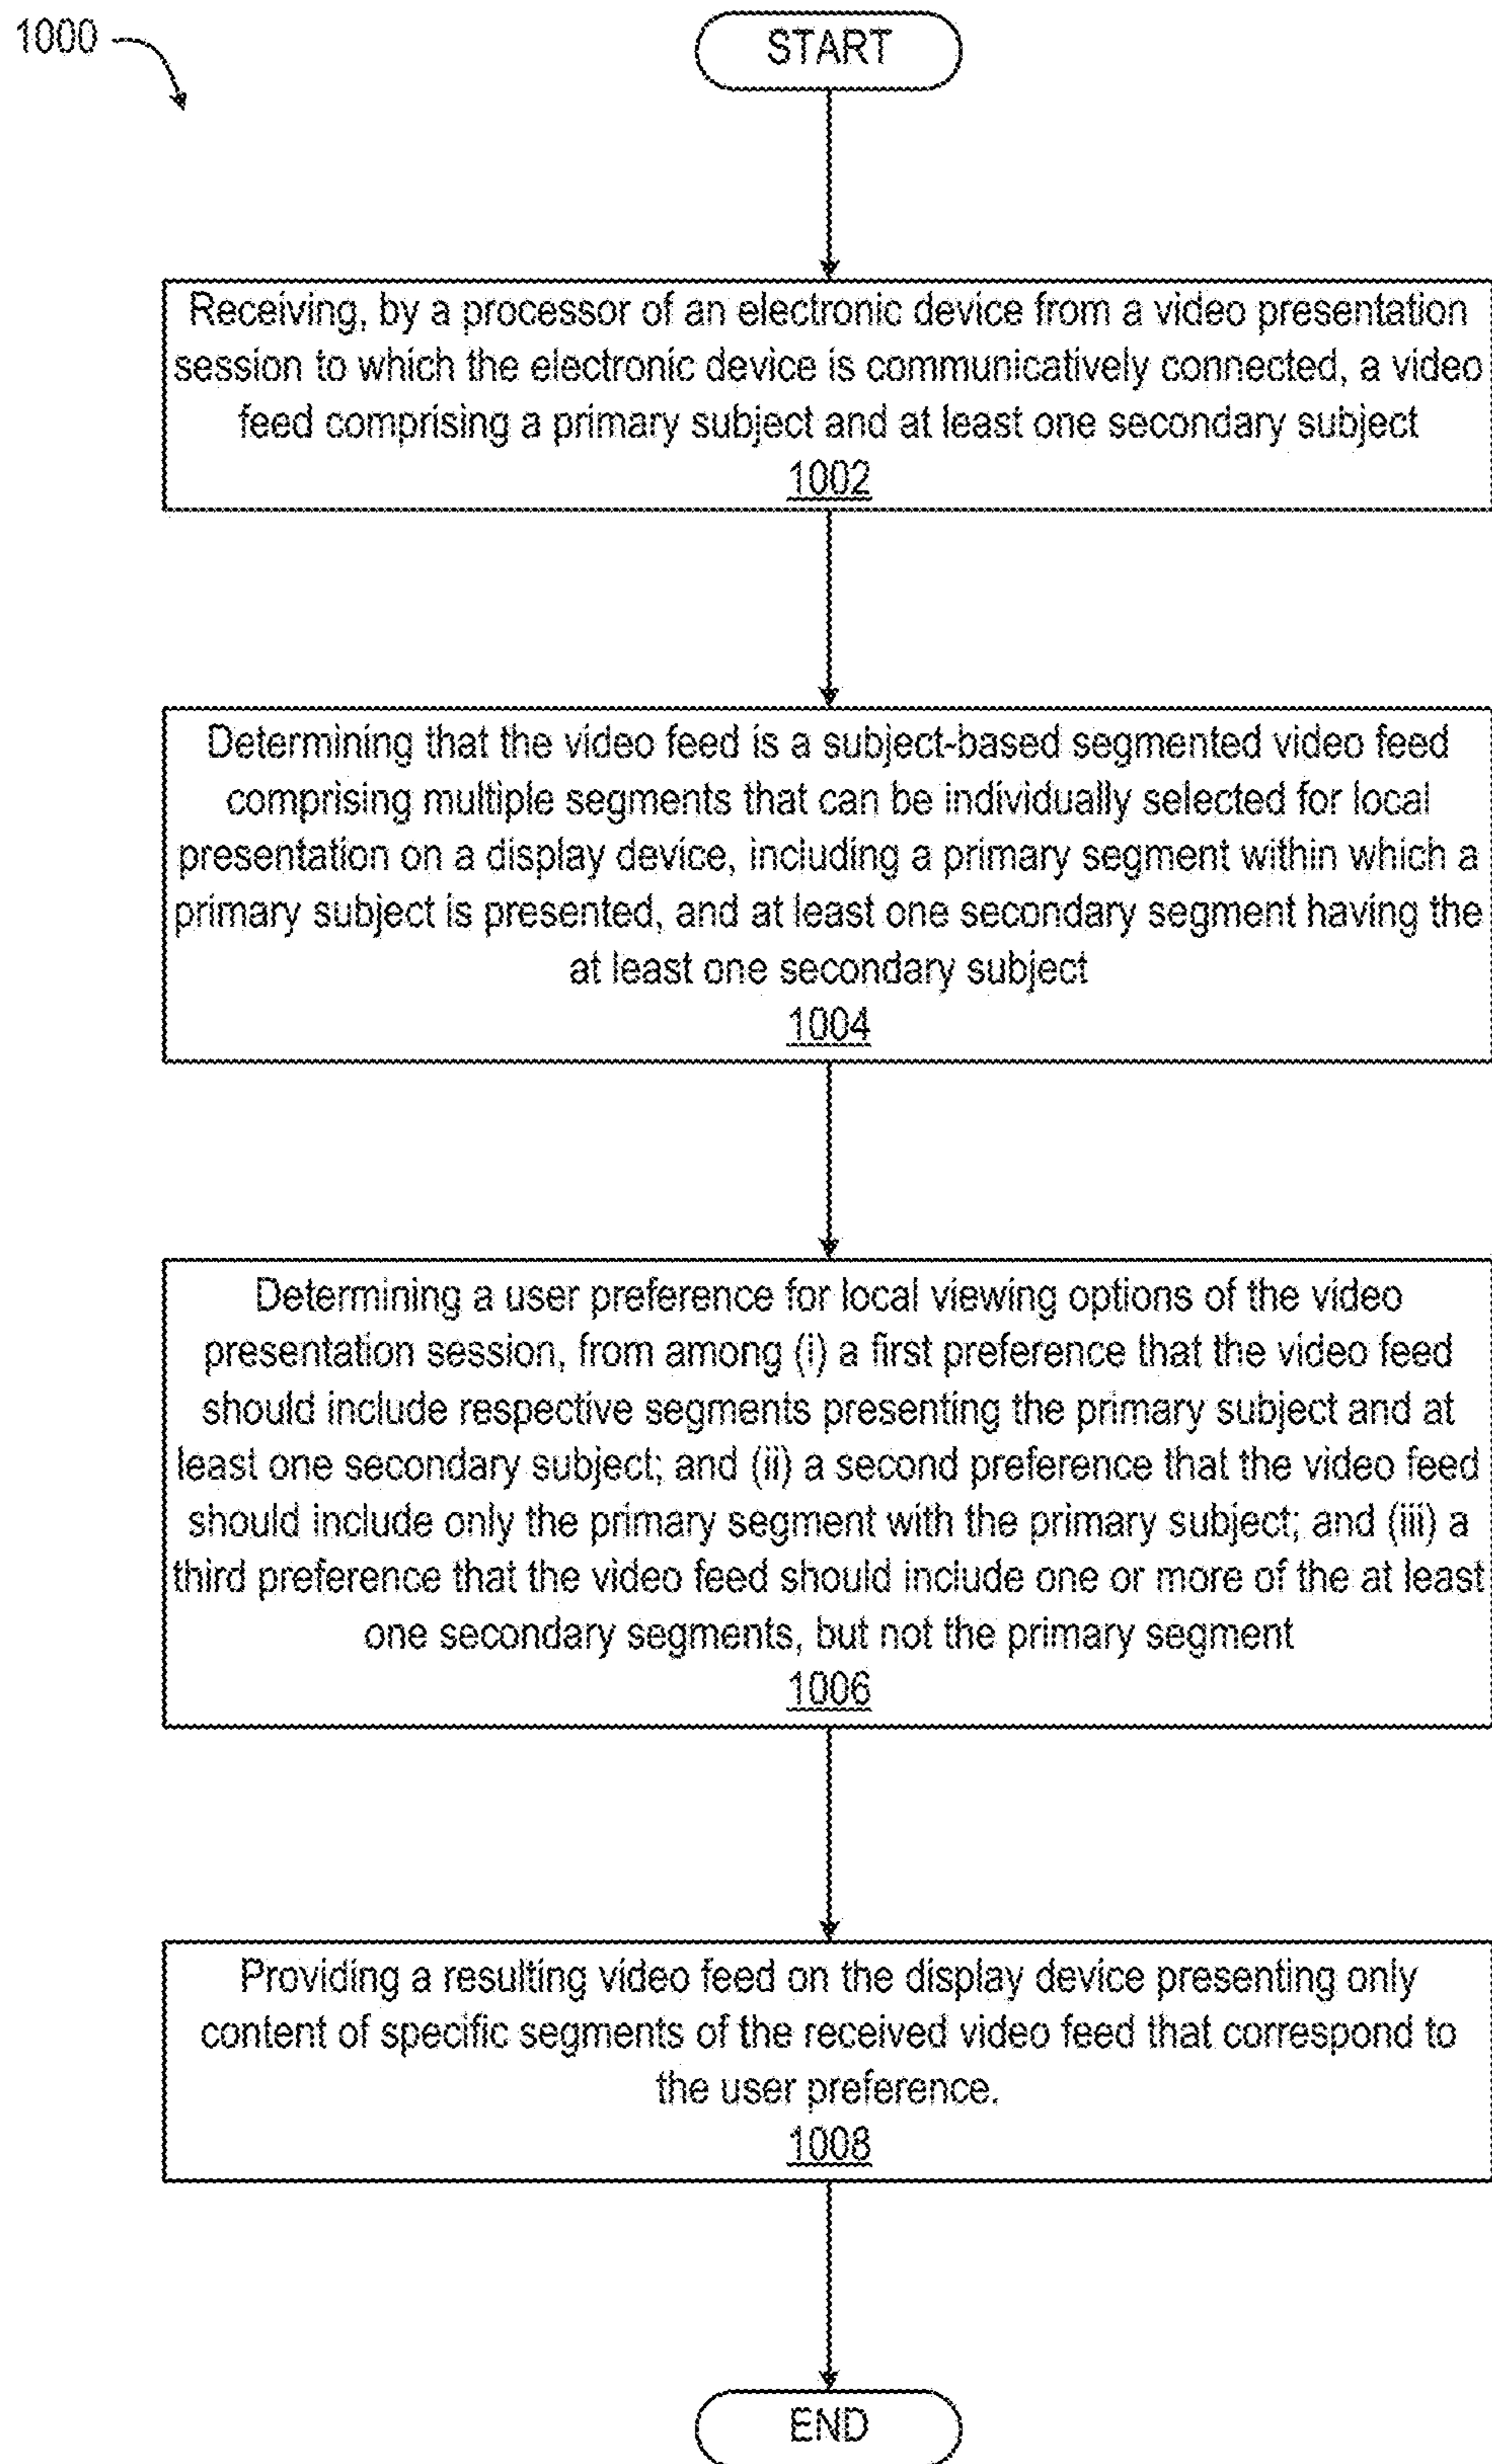 1000
START
Receiving, by a processor of an electronic device from a video presentation
session to which the electronic device is communicatively connected, a video
feed comprising a primary subject and at least one secondary subject
1002
Determining that the video feed is a subject-based segmented video feed
comprising multiple segments that can be individually selected for local
presentation on a display device, including a primary segment within which a
primary subject is presented, and at least one secondary segment having the
at least one secondary subject
1004
Determining a user preference for local viewing options of the video
presentation session, from among (i) a first preference that the video feed
should include respective segments presenting the primary subject and at
least one secondary subject; and (ii) a second preference that the video feed
should include only the primary segment with the primary subject; and (iii) a
third preference that the video feed should include one or more of the at least
one secondary segments, but not the primary segment
1006
Providing a resulting video feed on the display device presenting only
content of specific segments of the received video feed that correspond to
the user preference.
1008
END